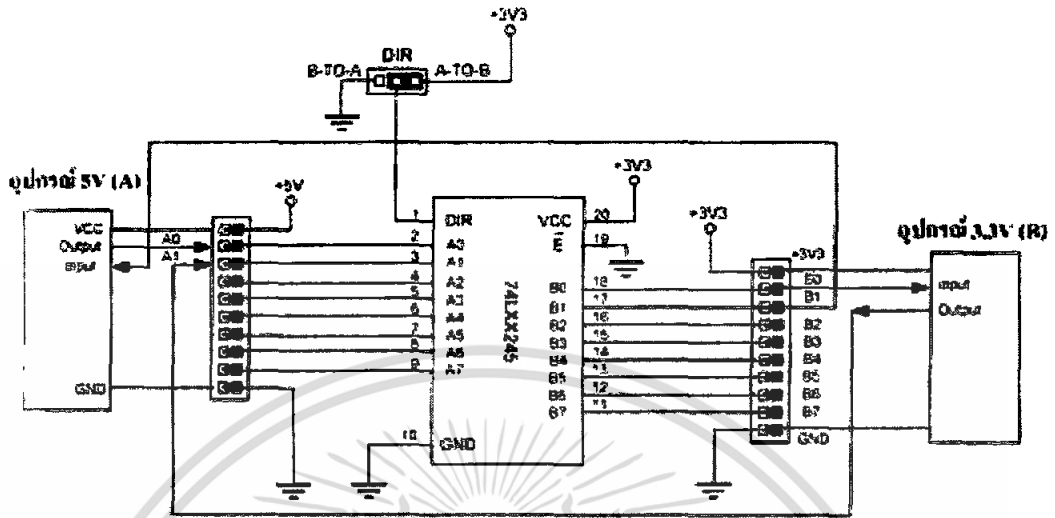 +3V3
DIR
B-TO-A
A-TO-B
อุปกรณ์ 5V (A)
VCC
Output
Input
GND
A0
A1
+5V
1
2
3
4
5
6
7
8
9
10
DIR
A0
A1
A2
A3
A4
A5
A6
A7
GND
74LXX245
VCC
E
B0
B1
B2
B3
B4
B5
B6
B7
20
19
18
17
16
15
14
13
12
11
+3V3
+3V3
+3V3
B0
B1
B2
B3
B4
B5
B6
B7
GND
อุปกรณ์ 3.3V (B)
Input
Output